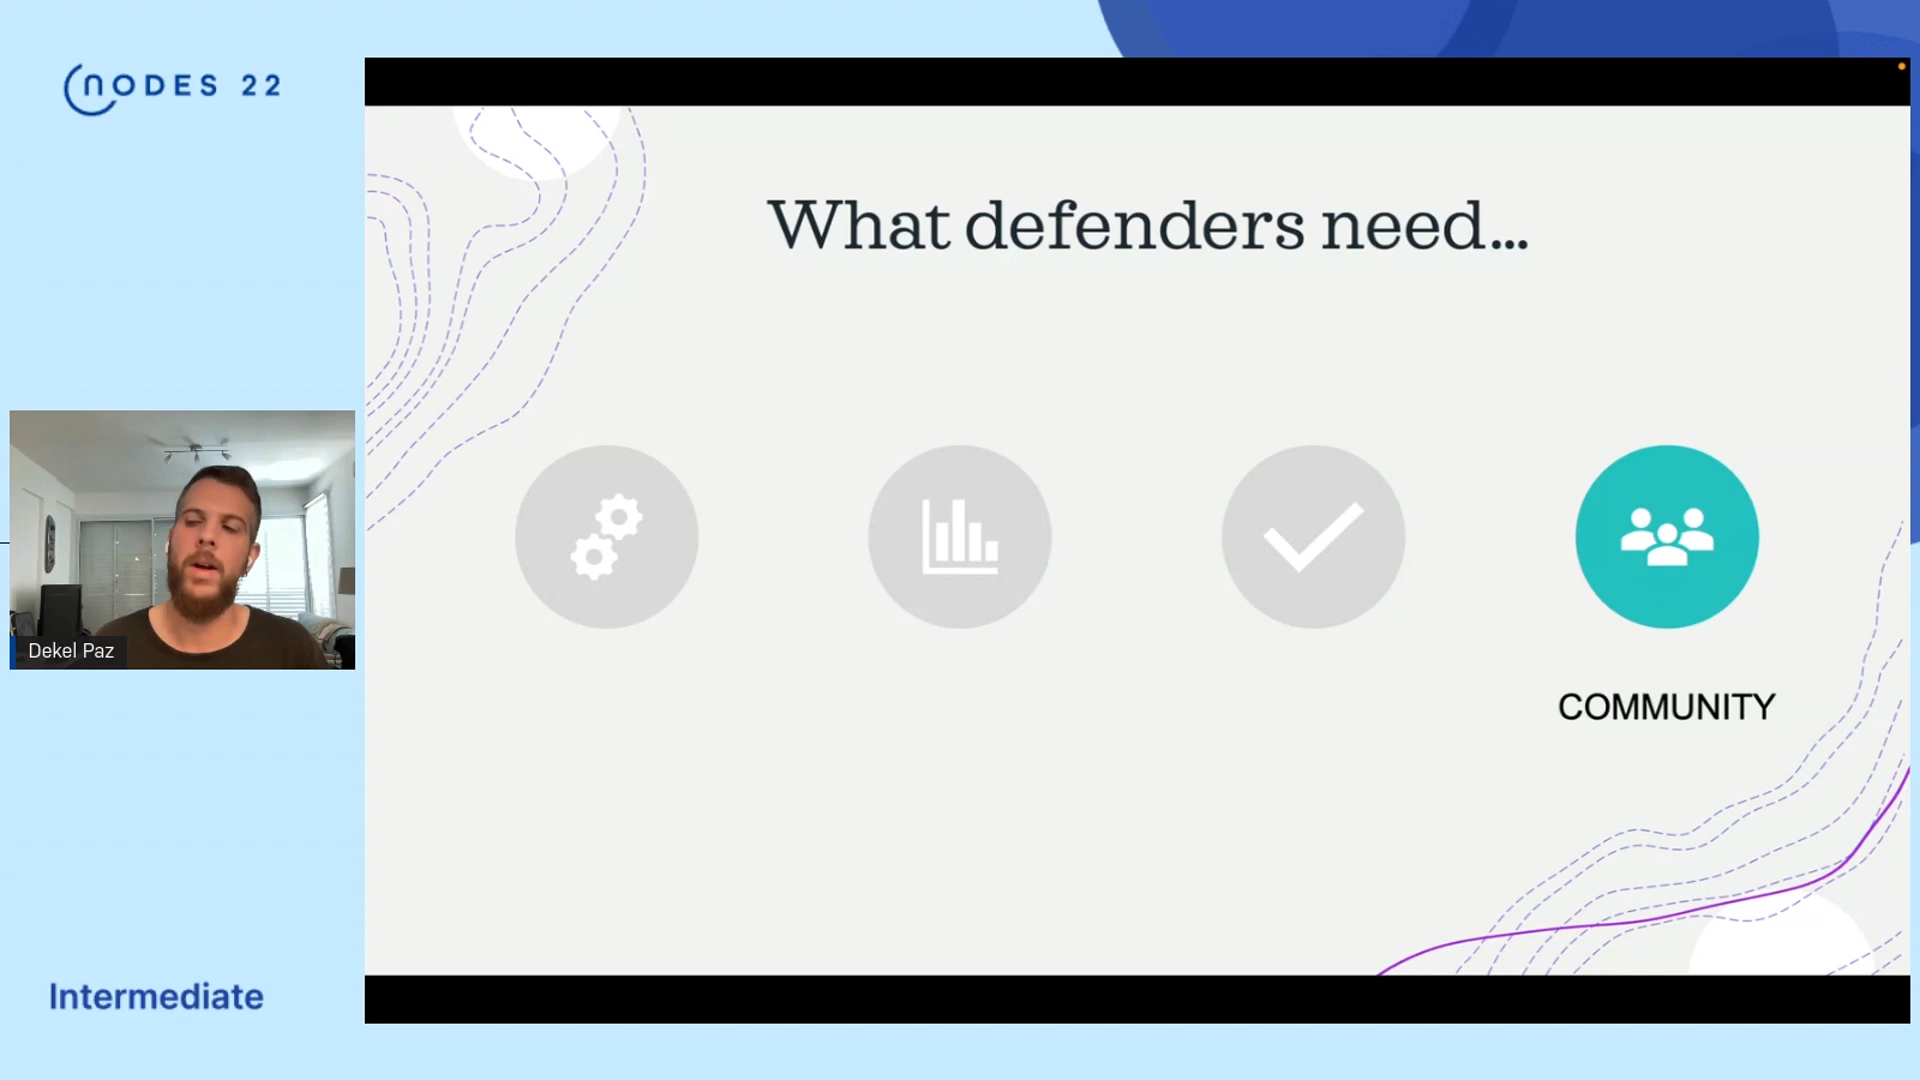 NODES 22
What defenders need...
Dekel Paz
COMMUNITY
Intermediate